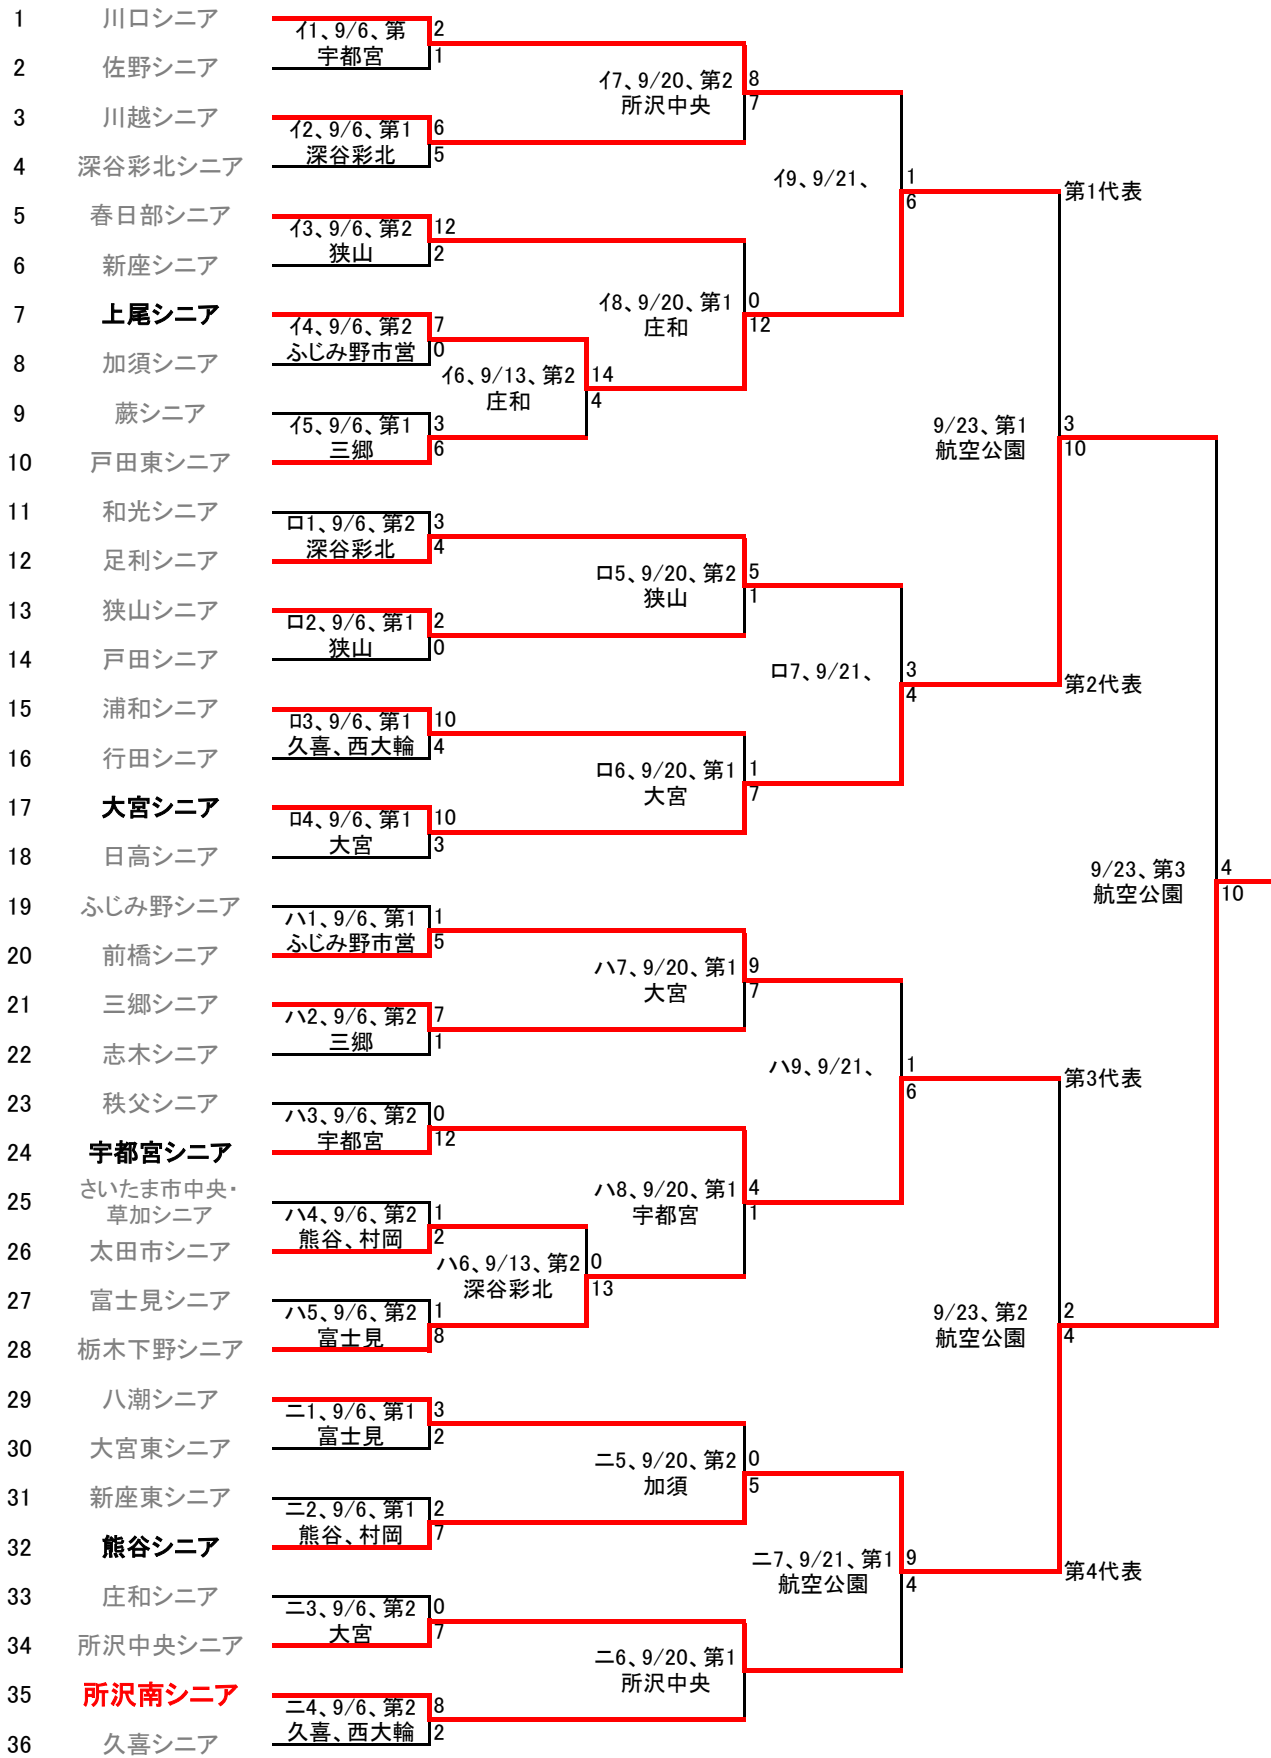 1 川口シニア
イ1、9/6、第
宇都宮
2
1
2 佐野シニア
イ7、9/20、第2
所沢中央
8
7
3 川越シニア
イ2、9/6、第1
深谷彩北
6
5
4 深谷彩北シニア
イ9、9/21、
1
6
第1代表
5 春日部シニア
イ3、9/6、第2
狭山
12
2
6 新座シニア
イ8、9/20、第1
庄和
0
12
7 上尾シニア
イ4、9/6、第2
ふじみ野市営
7
0
8 加須シニア
イ6、9/13、第2
庄和
14
4
9 蕨シニア
イ5、9/6、第1
三郷
3
6
9/23、第1
航空公園
3
10
10 戸田東シニア
11 和光シニア
ロ1、9/6、第2
深谷彩北
3
4
12 足利シニア
ロ5、9/20、第2
狭山
5
1
13 狭山シニア
ロ2、9/6、第1
狭山
2
0
14 戸田シニア
ロ7、9/21、
3
4
第2代表
15 浦和シニア
ロ3、9/6、第1
久喜、西大輪
10
4
16 行田シニア
ロ6、9/20、第1
大宮
1
7
17 大宮シニア
ロ4、9/6、第1
大宮
10
3
18 日高シニア
9/23、第3
航空公園
4
10
19 ふじみ野シニア
ハ1、9/6、第1
ふじみ野市営
1
5
20 前橋シニア
ハ7、9/20、第1
大宮
9
7
21 三郷シニア
ハ2、9/6、第2
三郷
7
1
22 志木シニア
ハ9、9/21、
1
6
第3代表
23 秩父シニア
ハ3、9/6、第2
宇都宮
0
12
24 宇都宮シニア
ハ8、9/20、第1
宇都宮
4
1
25 さいたま市中央・
草加シニア
ハ4、9/6、第2
熊谷、村岡
1
2
26 太田市シニア
ハ6、9/13、第2
深谷彩北
0
13
27 富士見シニア
ハ5、9/6、第2
富士見
1
8
9/23、第2
航空公園
2
4
28 栃木下野シニア
29 八潮シニア
ニ1、9/6、第1
富士見
3
2
30 大宮東シニア
ニ5、9/20、第2
加須
0
5
31 新座東シニア
ニ2、9/6、第1
熊谷、村岡
2
7
32 熊谷シニア
ニ7、9/21、第1
航空公園
9
4
第4代表
33 庄和シニア
ニ3、9/6、第2
大宮
0
7
34 所沢中央シニア
ニ6、9/20、第1
所沢中央
35 所沢南シニア
ニ4、9/6、第2
久喜、西大輪
8
2
36 久喜シニア